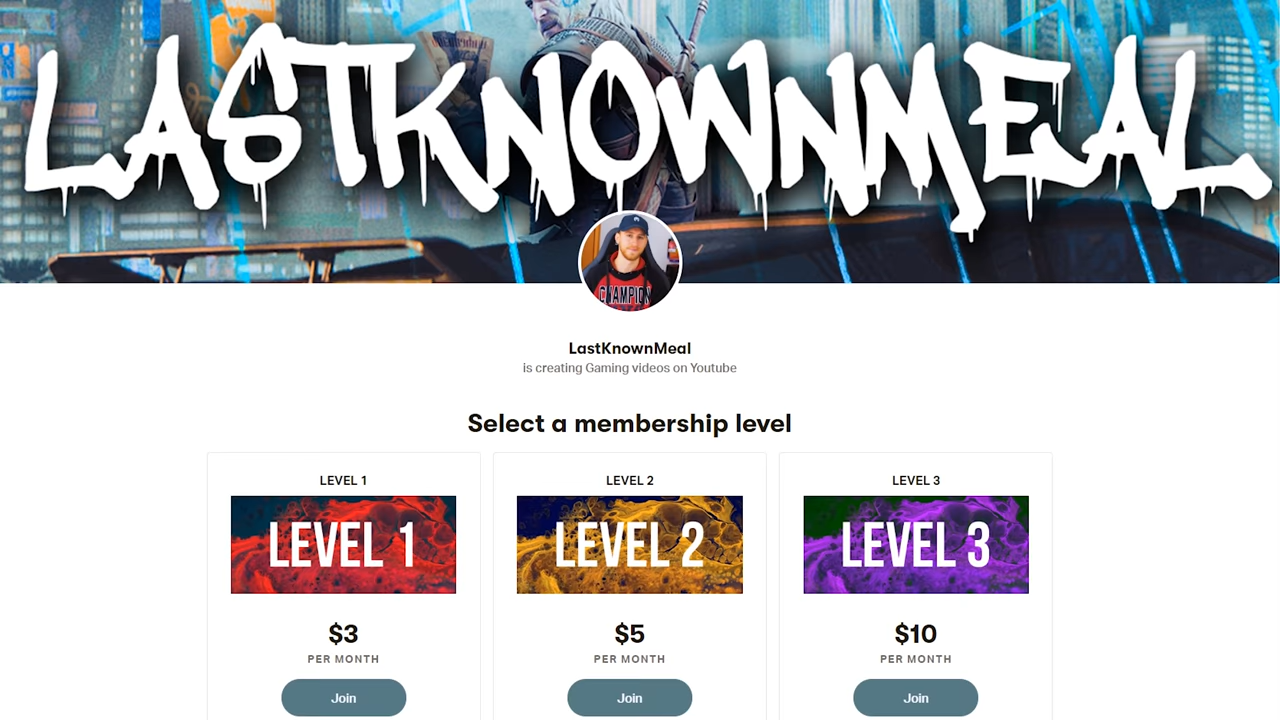 LASTKNOWNMEAL
CHAMPION
LastKnownMeal
is creating Gaming videos on Youtube
Select a membership level
LEVEL 1
LEVEL 2
LEVEL 3
LEVEL 1
LEVEL 2
LEVEL 3
$3
$5
$10
PER MONTH
PER MONTH
PER MONTH
Join
Join
Join